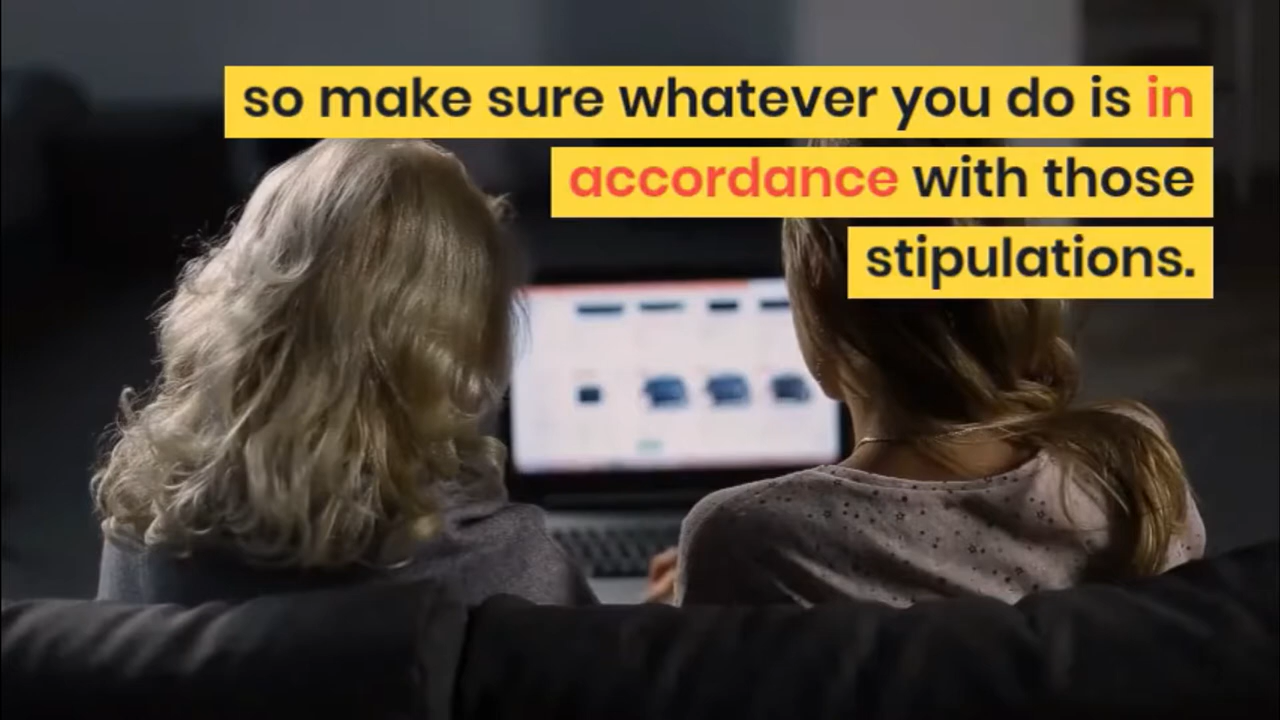 so make sure whatever you do is in
accordance with those
stipulations.